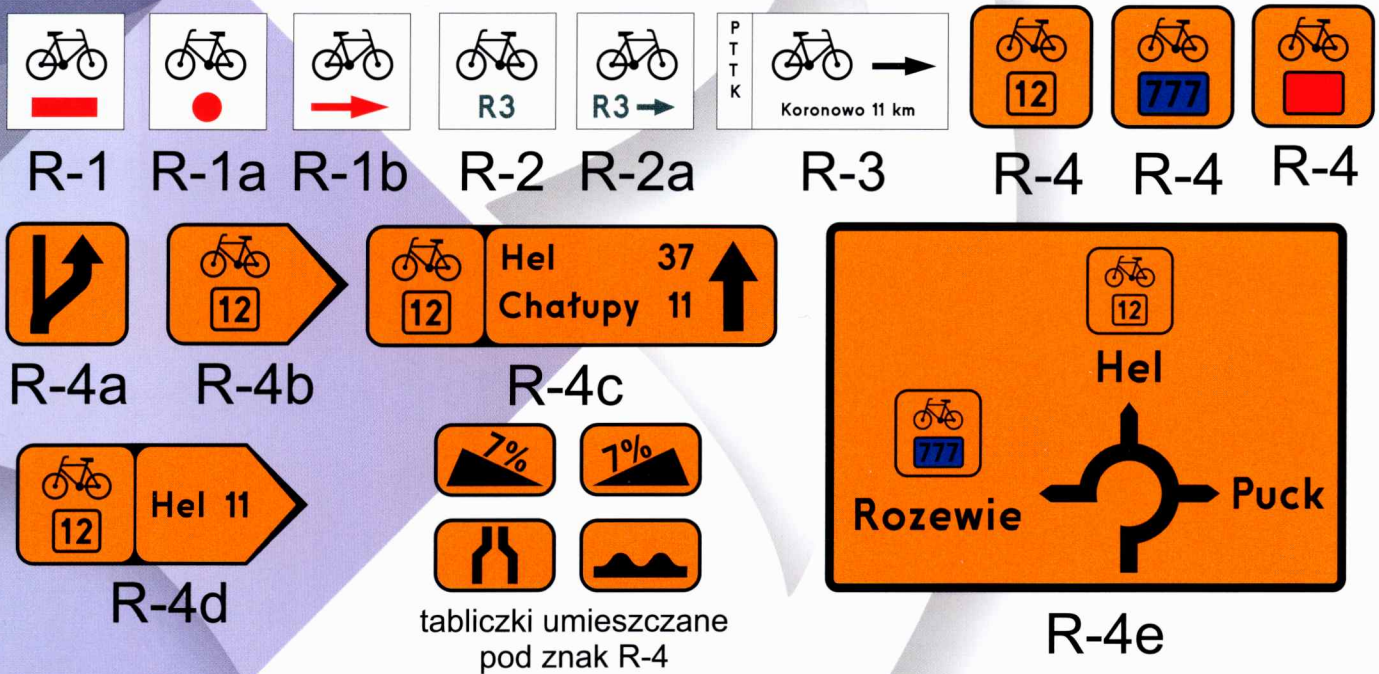 R3
R3
PTTK
Koronowo 11 km
12
777
R-1
R-1a
R-1b
R-2
R-2a
R-3
R-4
R-4
R-4
12
12
Hel 37
Chałupy 11
R-4a
R-4b
R-4c
12
Hel
777
Rozewie
Puck
R-4e
12
Hel 11
R-4d
7%
7%
tabliczki umieszczane
pod znak R-4